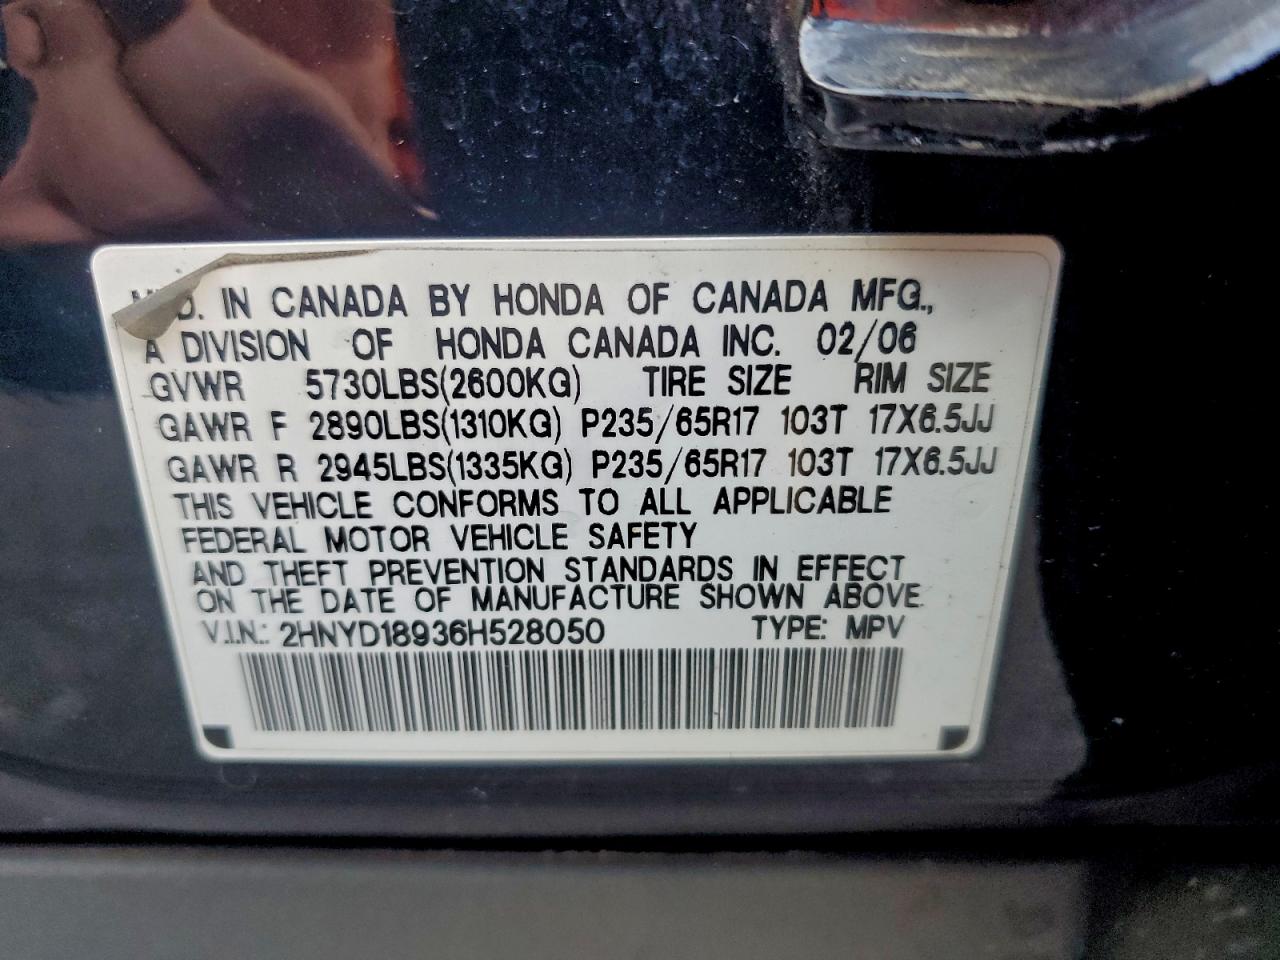 MFD. IN CANADA BY HONDA OF CANADA MFG.,
A DIVISION OF HONDA CANADA INC. 02/06
GVWR 5730LBS(2600KG) TIRE SIZE RIM SIZE
GAWR F 2890LBS(1310KG) P235/65R17 103T 17X6.5JJ
GAWR R 2945LBS(1335KG) P235/65R17 103T 17X6.5JJ
THIS VEHICLE CONFORMS TO ALL APPLICABLE
FEDERAL MOTOR VEHICLE SAFETY
AND THEFT PREVENTION STANDARDS IN EFFECT
ON THE DATE OF MANUFACTURE SHOWN ABOVE.
V.I.N.: 2HNYD18936H528050 TYPE: MPV